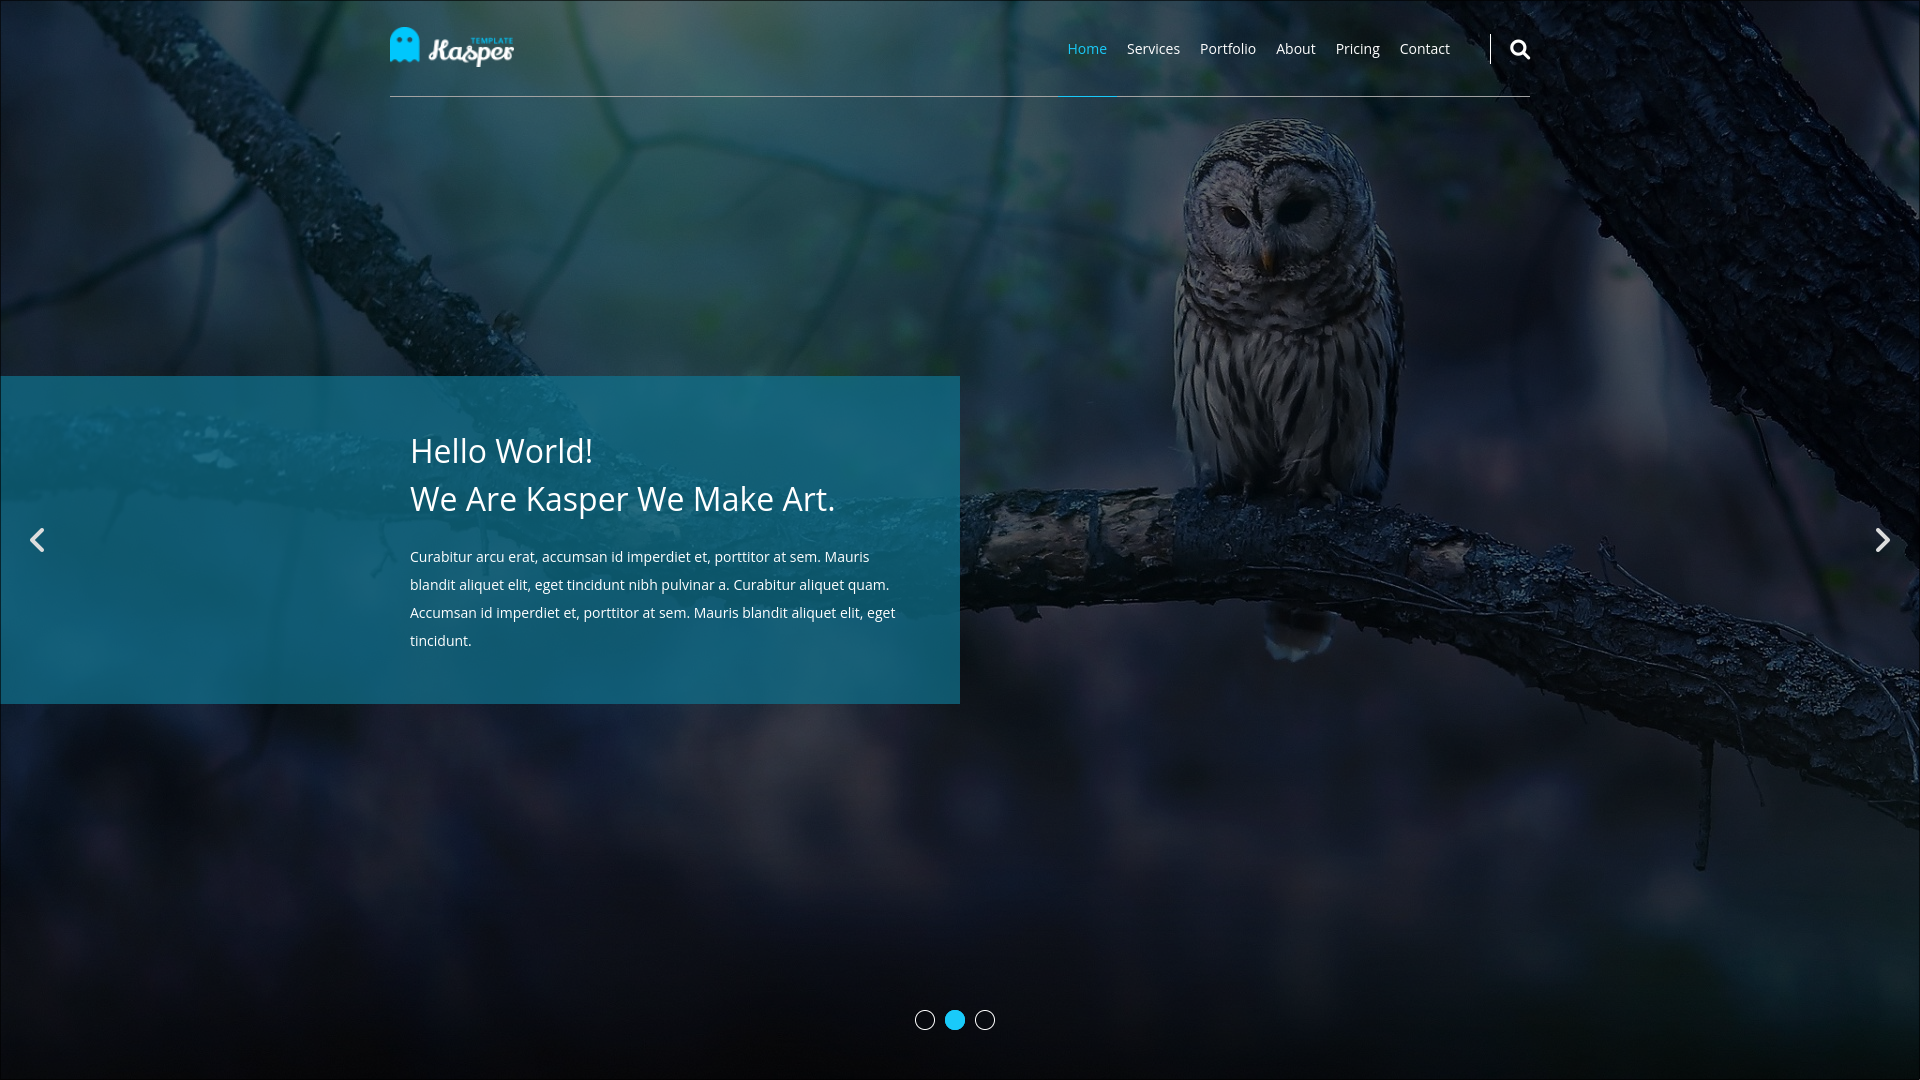 TEMPLATE
Kasper
Home Services Portfolio About Pricing Contact
Hello World!
We Are Kasper We Make Art.
Curabitur arcu erat, accumsan id imperdiet et, porttitor at sem. Mauris
blandit aliquet elit, eget tincidunt nibh pulvinar a. Curabitur aliquet quam.
Accumsan id imperdiet et, porttitor at sem. Mauris blandit aliquet elit, eget
tincidunt.